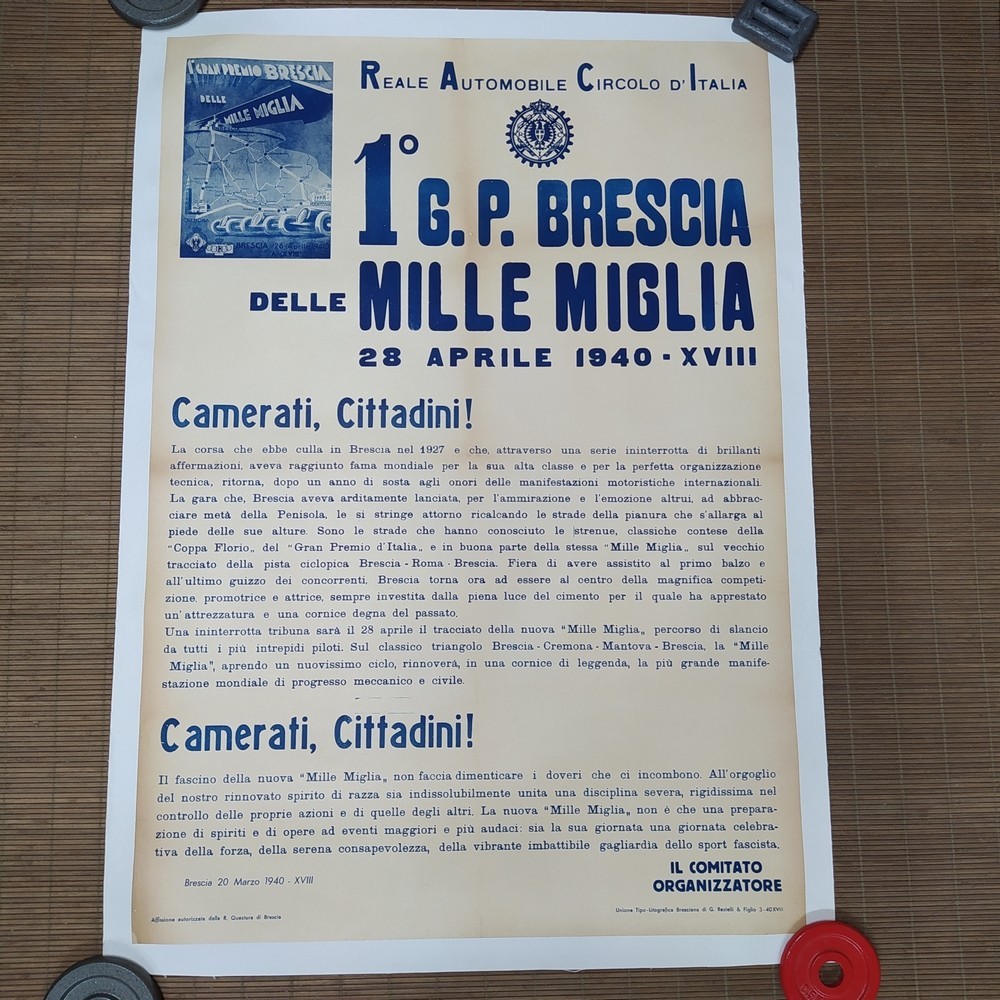 1° GRAN PREMIO BRESCIA
DELLE
MILLE MIGLIA
CREMONA
BRESCIA
REALE AUTOMOBILE CIRCOLO D'ITALIA
1° G. P. BRESCIA
DELLE MILLE MIGLIA
28 APRILE 1940 - XVIII
Camerati, Cittadini!
La corsa che ebbe culla in Brescia nel 1927 e che, attraverso una serie ininterrotta di brillanti
affermazioni, aveva raggiunto fama mondiale per la sua alta classe e per la perfetta organizzazione
tecnica, ritorna, dopo un anno di sosta agli onori delle manifestazioni motoristiche internazionali.
La gara che, Brescia aveva arditamente lanciata, per l'ammirazione e l'emozione altrui, ad abbrac-
ciare metà della Penisola, le si stringe attorno ricalcando le strade della pianura che s'allarga al
piede delle sue alture. Sono le strade che hanno conosciuto le strenue, classiche contese della
"Coppa Florio„ del "Gran Premio d'Italia„ e in buona parte della stessa "Mille Miglia„ sul vecchio
tracciato della pista ciclopica Brescia - Roma - Brescia. Fiera di avere assistito al primo balzo e
all'ultimo guizzo dei concorrenti, Brescia torna ora ad essere al centro della magnifica competi-
zione, promotrice e attrice, sempre investita dalla piena luce del cimento per il quale ha apprestato
un'attrezzatura e una cornice degna del passato.
Una ininterrotta tribuna sarà il 28 aprile il tracciato della nuova "Mille Miglia„ percorso di slancio
da tutti i più intrepidi piloti. Sul classico triangolo Brescia - Cremona - Mantova - Brescia, la "Mille
Miglia", aprendo un nuovissimo ciclo, rinnoverà, in una cornice di leggenda, la più grande manife-
stazione mondiale di progresso meccanico e civile.
Camerati, Cittadini!
Il fascino della nuova "Mille Miglia„ non faccia dimenticare i doveri che ci incombono. All'orgoglio
del nostro rinnovato spirito di razza sia indissolubilmente unita una disciplina severa, rigidissima nel
controllo delle proprie azioni e di quelle degli altri. La nuova "Mille Miglia„ non è che una prepara-
zione di spiriti e di opere ad eventi maggiori e più audaci: sia la sua giornata una giornata celebra-
tiva della forza, della serena consapevolezza, della vibrante imbattibile gagliardia dello sport fascista.
IL COMITATO
ORGANIZZATORE
Brescia 20 Marzo 1940 - XVIII
Affissione autorizzata dalla R. Questura di Brescia
Unione Tipo-Litografica Bresciana di G. Rezielli & Figlio 3-40XVIII